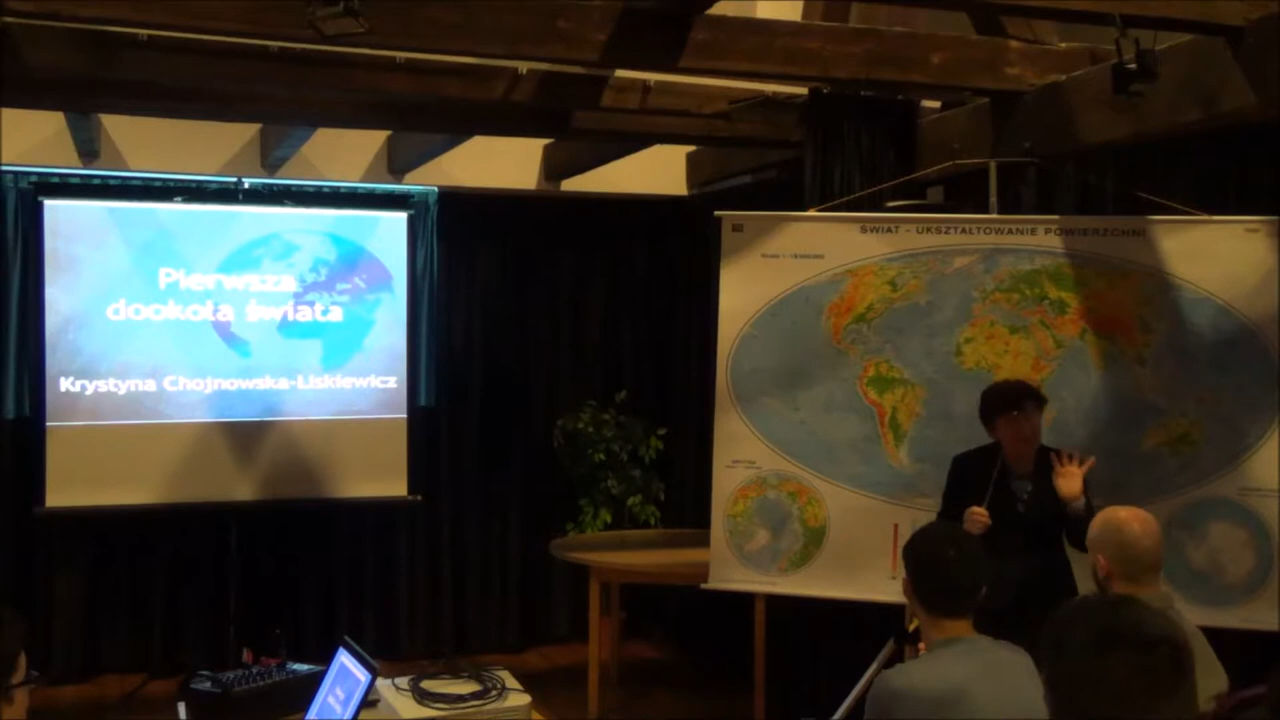 Pierwsza
dookoła świata
Krystyna Chojnowska-Liskiewicz
ŚWIAT – UKSZTAŁTOWANIE POWIERZCHNI